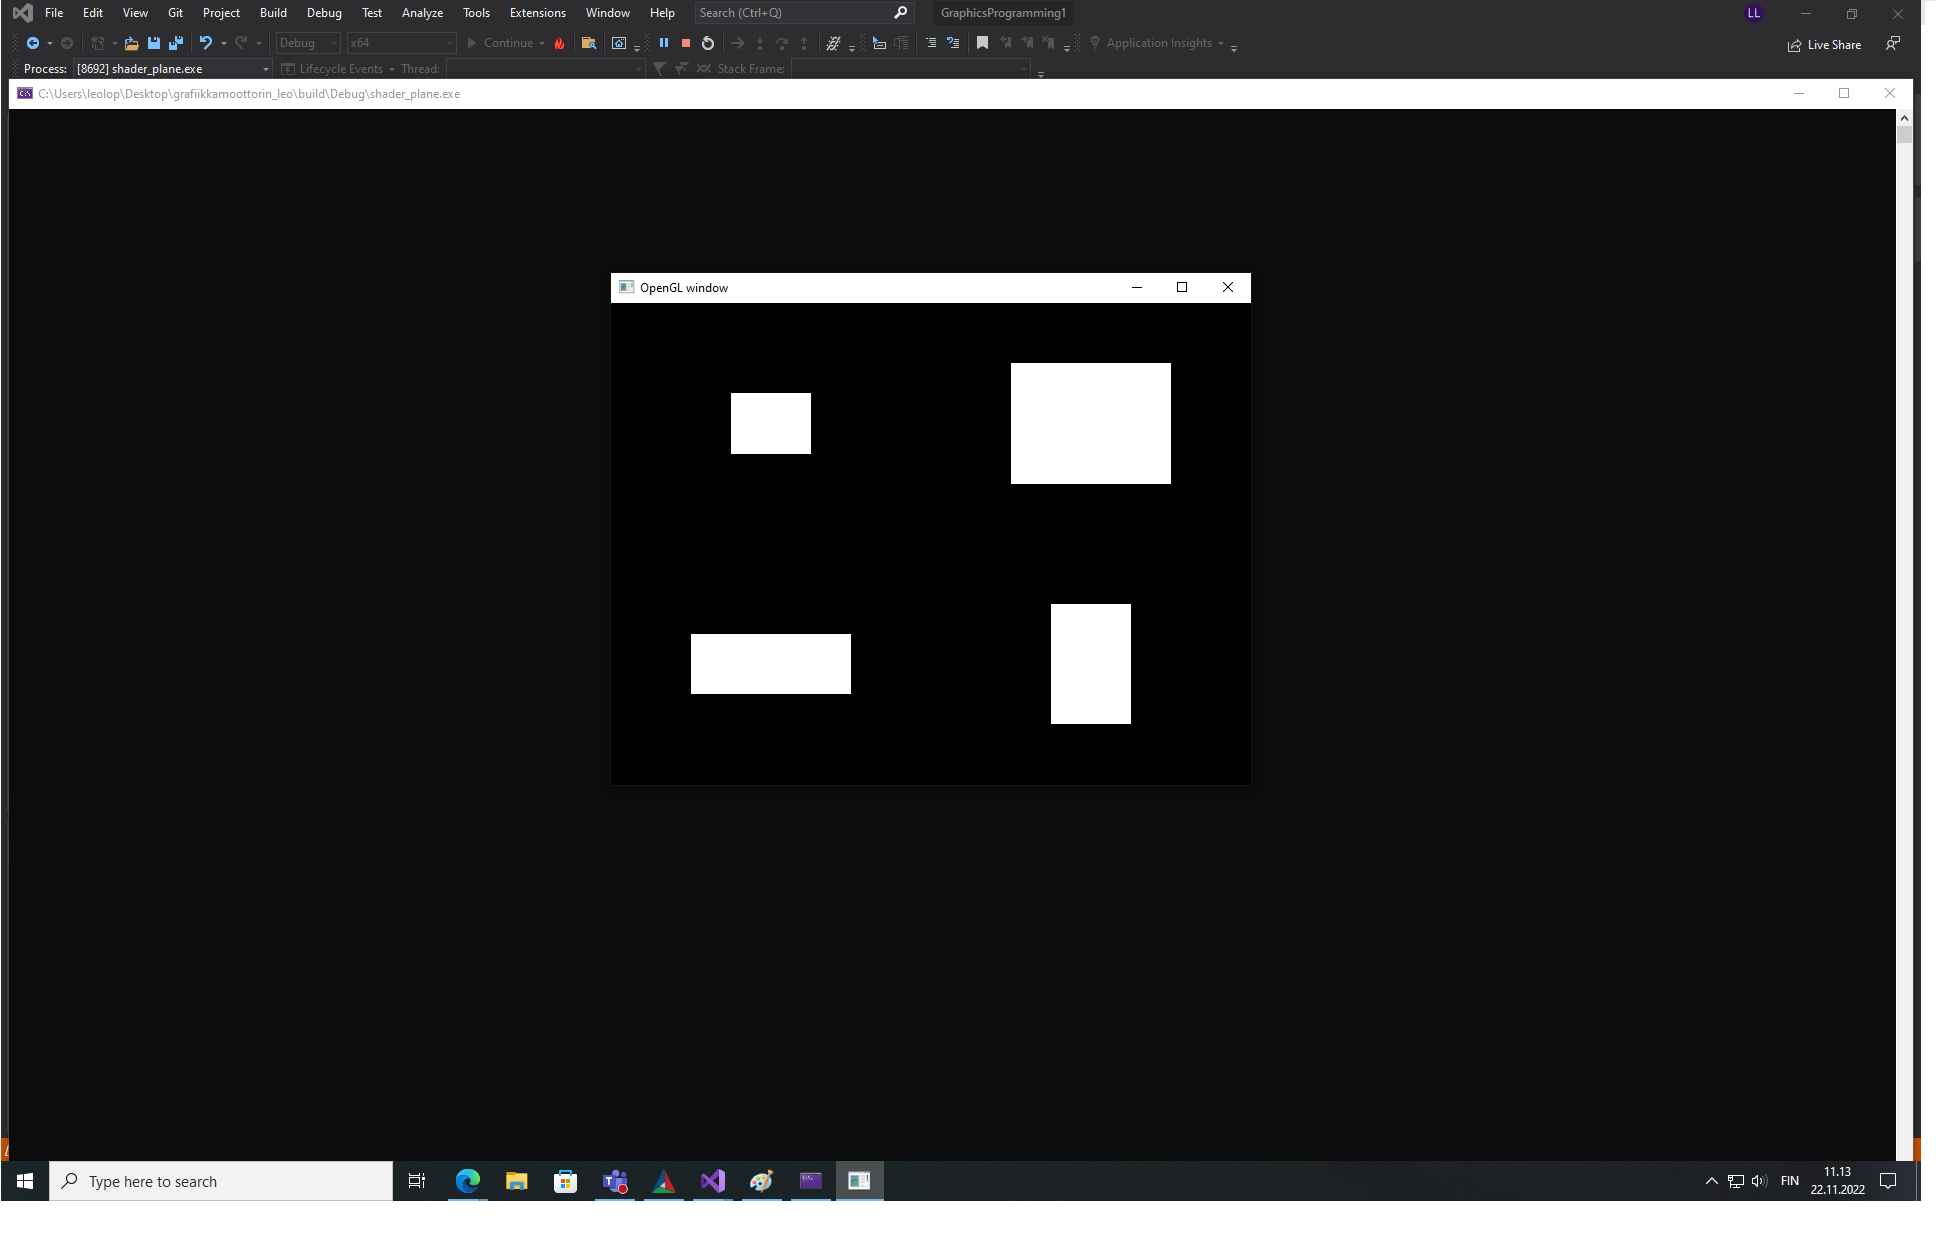 File Edit View Git Project Build Debug Test Analyze Tools Extensions Window Help Search (Ctrl+Q) GraphicsProgramming1 LL
Debug x64 Continue Application Insights Live Share
Process: [8692] shader_plane.exe Lifecycle Events Thread: Stack Frame:
C:\Users\leolop\Desktop\grafiikkamoottorin_leo\build\Debug\shader_plane.exe
OpenGL window
Type here to search FIN 11.13
22.11.2022